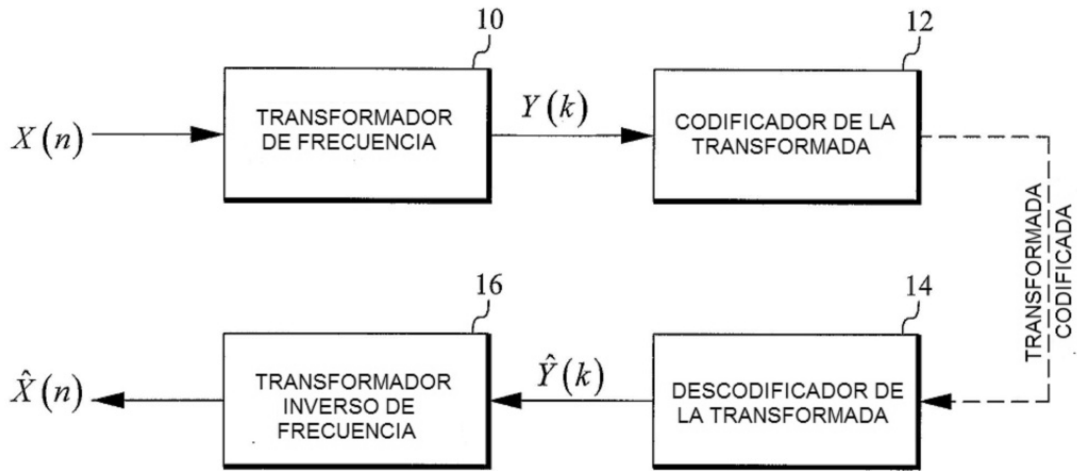 10
12
X(n)
TRANSFORMADOR
DE FRECUENCIA
Y(k)
CODIFICADOR DE LA
TRANSFORMADA
TRANSFORMADA
CODIFICADA
16
14
X̂(n)
TRANSFORMADOR
INVERSO DE
FRECUENCIA
Ŷ(k)
DESCODIFICADOR DE
LA TRANSFORMADA